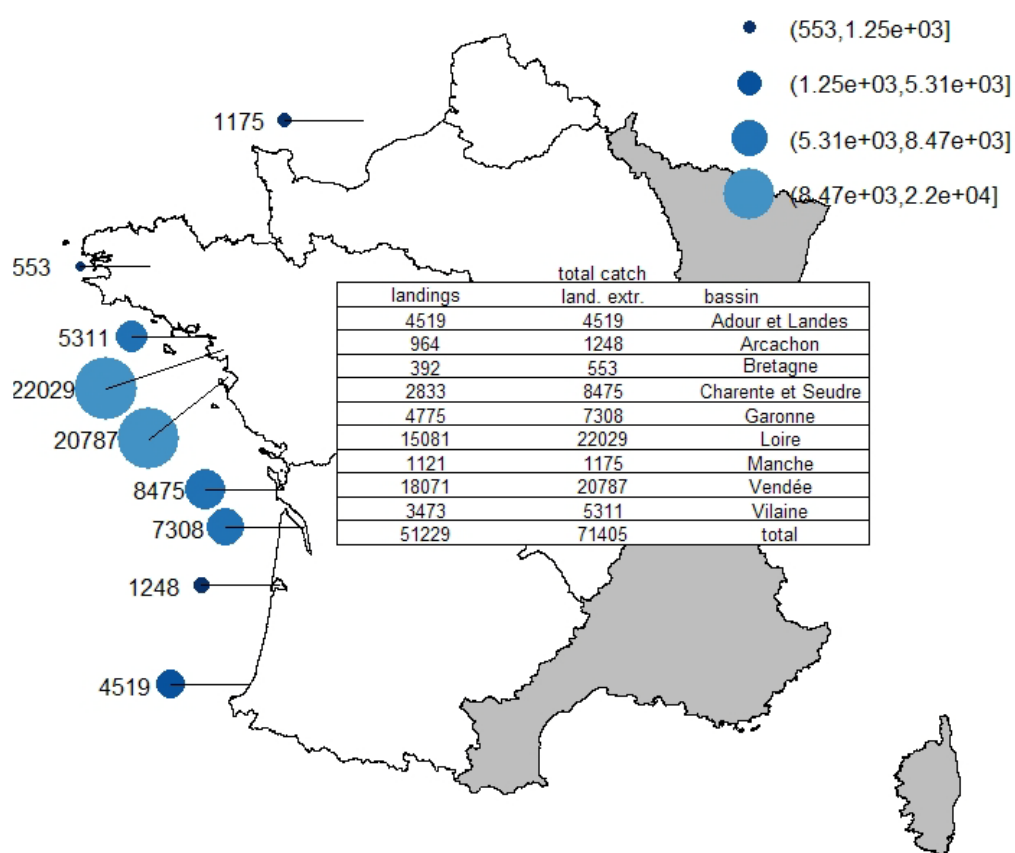 (553,1.25e+03]
(1.25e+03,5.31e+03]
(5.31e+03,8.47e+03]
(8.47e+03,2.2e+04]
1175
553
5311
22029
20787
8475
7308
1248
4519
total catch
landings land. extr. bassin
4519 4519 Adour et Landes
964 1248 Arcachon
392 553 Bretagne
2833 8475 Charente et Seudre
4775 7308 Garonne
15081 22029 Loire
1121 1175 Manche
18071 20787 Vendée
3473 5311 Vilaine
51229 71405 total